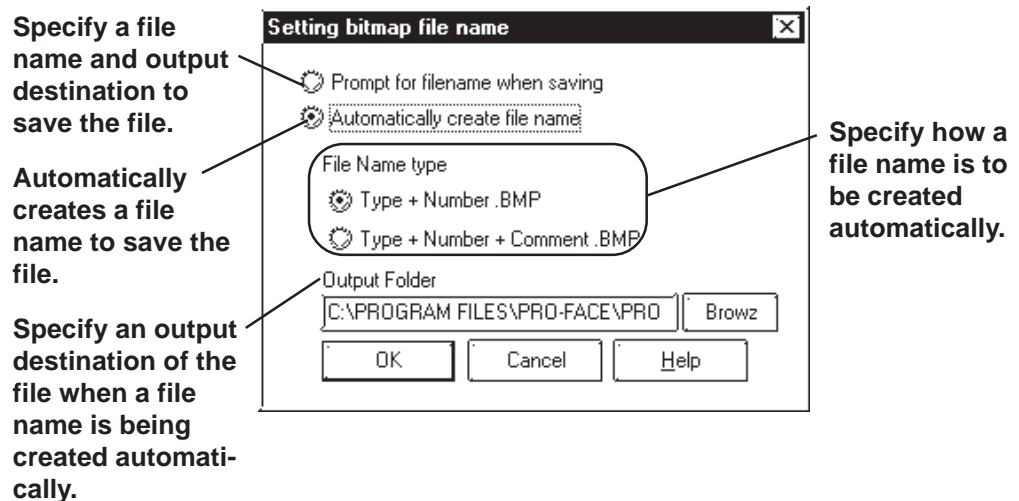 Specify a file
name and output
destination to
save the file.
Automatically
creates a file
name to save the
file.
Specify an output
destination of the
file when a file
name is being
created automati-
cally.
Setting bitmap file name
Prompt for filename when saving
Automatically create file name
File Name type
Type + Number .BMP
Type + Number + Comment .BMP
Output Folder
C:\PROGRAM FILES\PRO-FACE\PRO
Browz
OK
Cancel
Help
Specify how a
file name is to
be created
automatically.